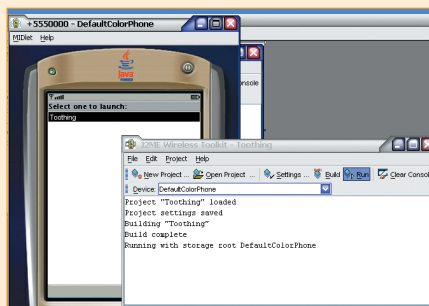 +5550000 - DefaultColorPhone
MIDlet Help
Java
Select one to launch:
Toothing
J2ME Wireless Toolkit - Toothing
File Edit Project Help
New Project ... Open Project ... Settings ... Build Run Clear Consol
Device: DefaultColorPhone
Project "Toothing" loaded
Project settings saved
Building "Toothing"
Build complete
Running with storage root DefaultColorPhone
onsole